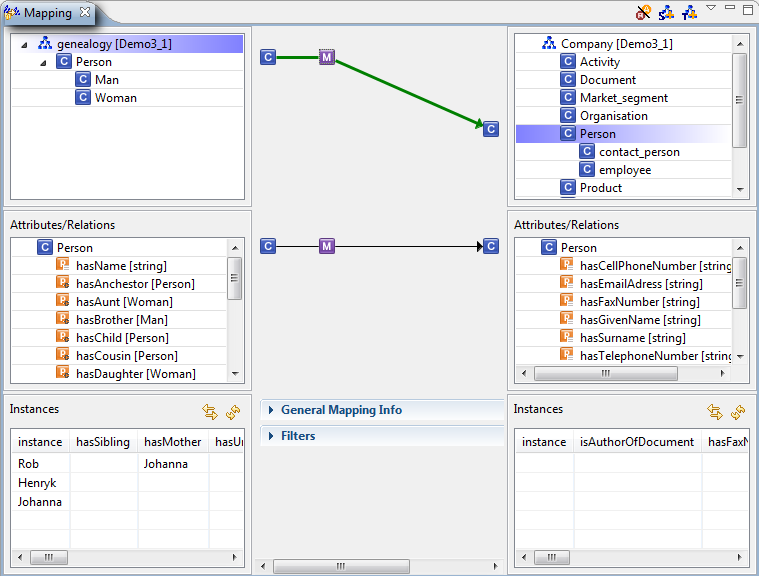 Mapping
genealogy [Demo3_1]
Person
Man
Woman
C
M
C
Company [Demo3_1]
Activity
Document
Market_segment
Organisation
Person
contact_person
employee
Product
Attributes/Relations
Person
hasName [string]
hasAnchestor [Person]
hasAunt [Woman]
hasBrother [Man]
hasChild [Person]
hasCousin [Person]
hasDaughter [Woman]
C
M
C
Attributes/Relations
Person
hasCellPhoneNumber [string
hasEmailAdress [string]
hasFaxNumber [string]
hasGivenName [string]
hasSurname [string]
hasTelephoneNumber [string
Instances
instance hasSibling hasMother hasU
Rob Johanna
Henryk
Johanna
General Mapping Info
Filters
Instances
instance isAuthorOfDocument hasFax